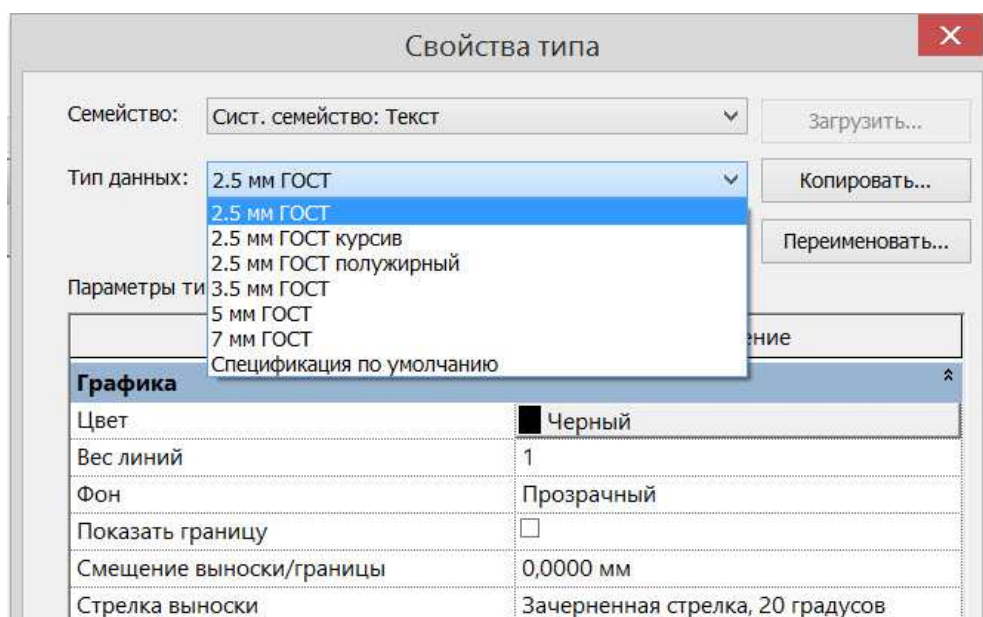 Свойства типа
Семейство: Сист. семейство: Текст Загрузить...
Тип данных: 2.5 мм ГОСТ Копировать...
2.5 мм ГОСТ
2.5 мм ГОСТ курсив Переименовать...
2.5 мм ГОСТ полужирный
Параметры ти 3.5 мм ГОСТ
5 мм ГОСТ
7 мм ГОСТ ение
Спецификация по умолчанию
Графика
Цвет Черный
Вес линий 1
Фон Прозрачный
Показать границу
Смещение выноски/границы 0,0000 мм
Стрелка выноски Зачерненная стрелка, 20 градусов